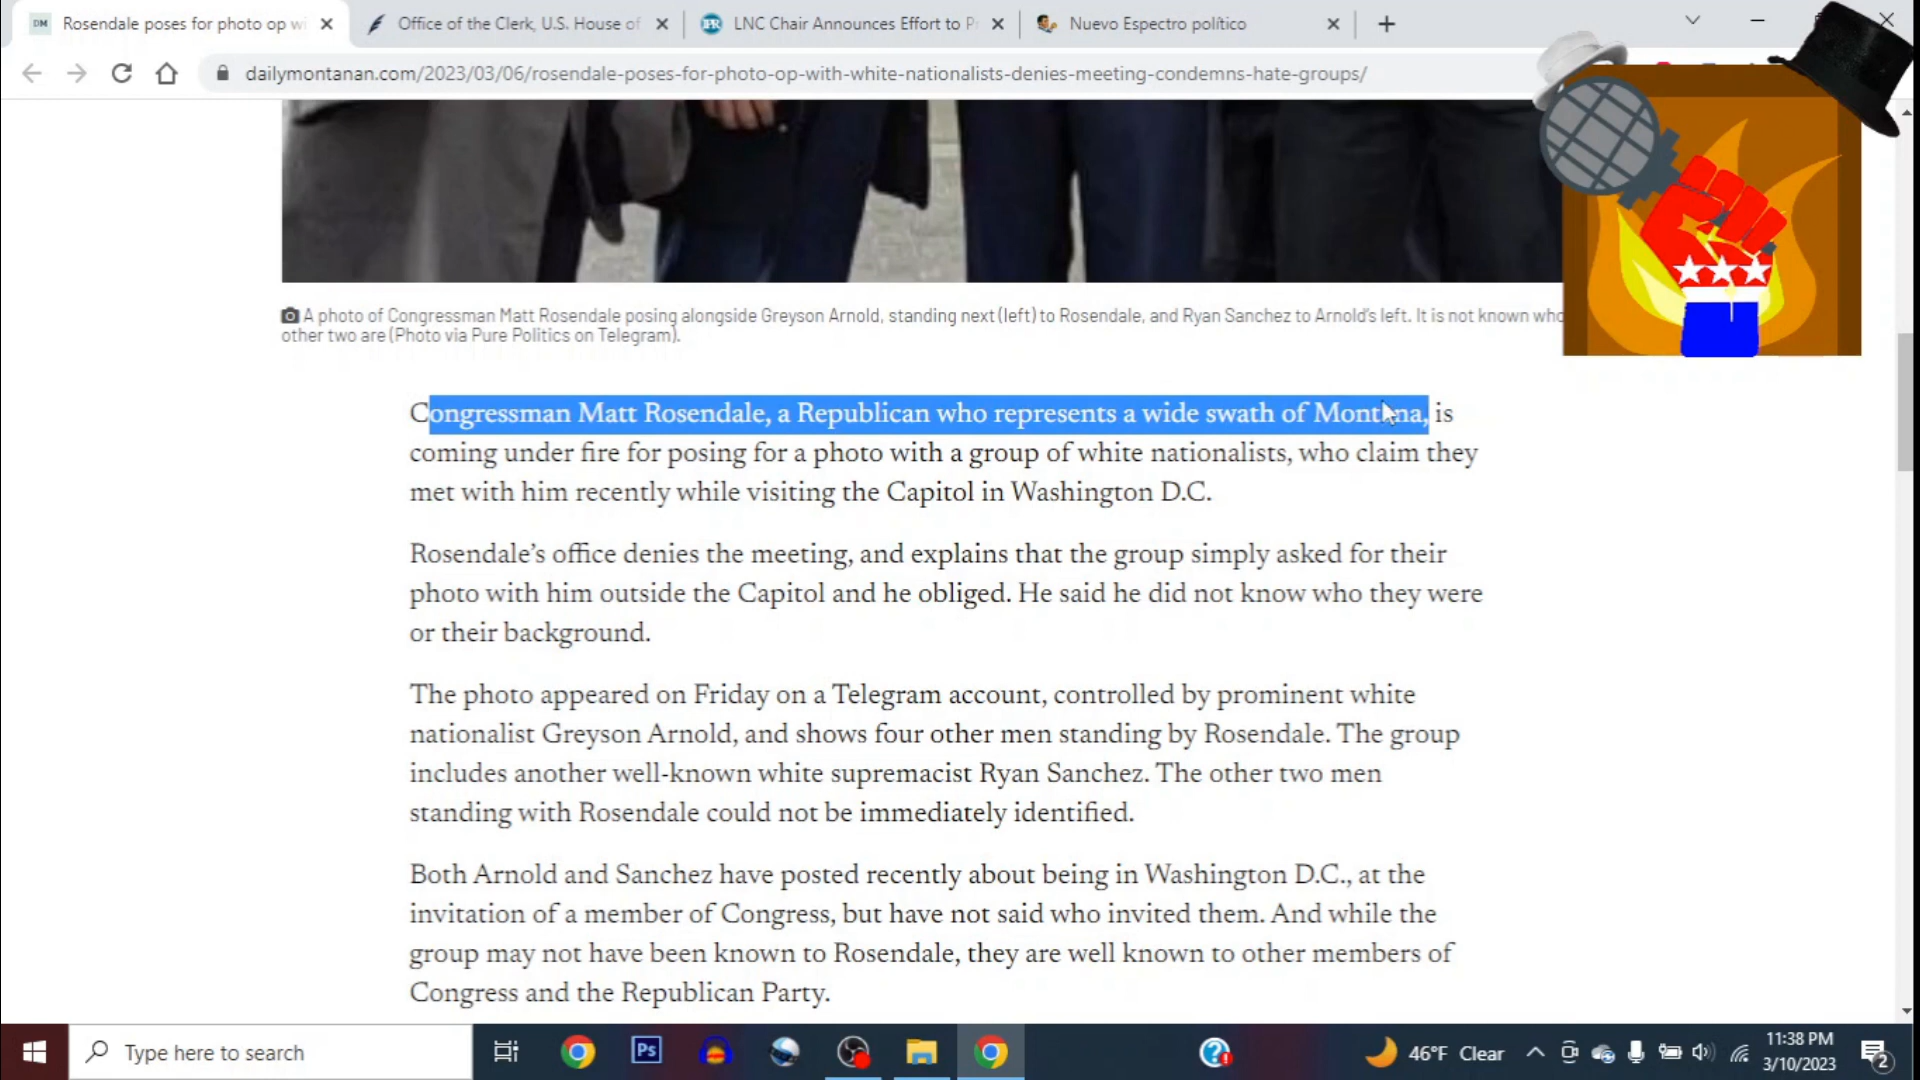 DM Rosendale poses for photo op wi
Office of the Clerk, U.S. House of
IPR LNC Chair Announces Effort to P
Nuevo Espectro político
dailymontanan.com/2023/03/06/rosendale-poses-for-photo-op-with-white-nationalists-denies-meeting-condemns-hate-groups/
A photo of Congressman Matt Rosendale posing alongside Greyson Arnold, standing next (left) to Rosendale, and Ryan Sanchez to Arnold's left. It is not known who
other two are (Photo via Pure Politics on Telegram).
Congressman Matt Rosendale, a Republican who represents a wide swath of Montana, is
coming under fire for posing for a photo with a group of white nationalists, who claim they
met with him recently while visiting the Capitol in Washington D.C.
Rosendale’s office denies the meeting, and explains that the group simply asked for their
photo with him outside the Capitol and he obliged. He said he did not know who they were
or their background.
The photo appeared on Friday on a Telegram account, controlled by prominent white
nationalist Greyson Arnold, and shows four other men standing by Rosendale. The group
includes another well-known white supremacist Ryan Sanchez. The other two men
standing with Rosendale could not be immediately identified.
Both Arnold and Sanchez have posted recently about being in Washington D.C., at the
invitation of a member of Congress, but have not said who invited them. And while the
group may not have been known to Rosendale, they are well known to other members of
Congress and the Republican Party.
Type here to search
Ps
46°F Clear
11:38 PM
3/10/2023
2